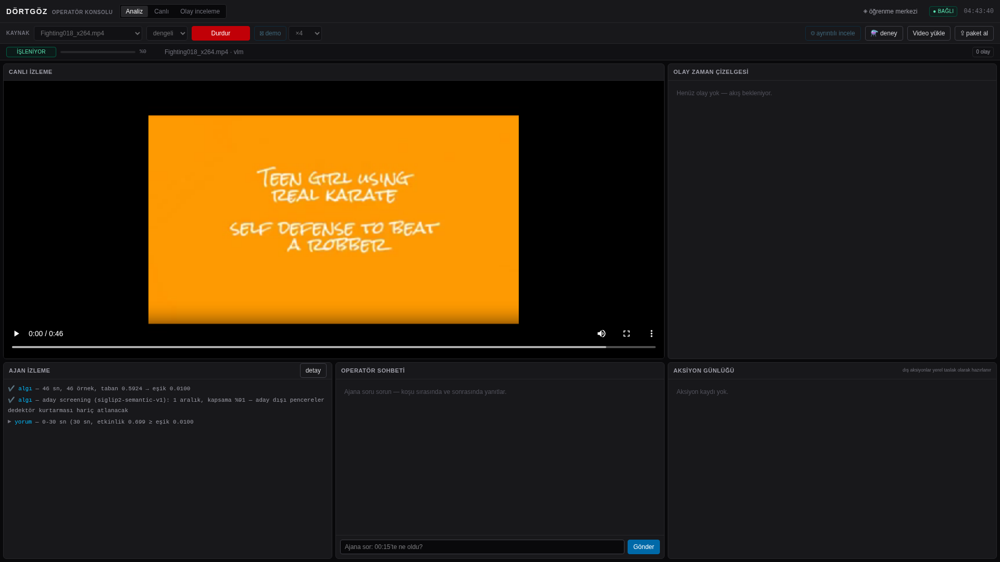 DÖRTGÖZ OPERATÖR KONSOLU Analiz Canlı Olay inceleme ◈ öğrenme merkezi ● BAĞLI 04:43:40
KAYNAK Fighting018_x264.mp4 dengeli Durdur demo ×4 ayrıntılı incele deney Video yükle ⇪ paket al
İŞLENİYOR %0 Fighting018_x264.mp4 · vlm 0 olay
CANLI İZLEME
TEEN GIRL USING
REAL KARATE
SELF DEFENSE TO BEAT
A ROBBER
0:00 / 0:46
OLAY ZAMAN ÇİZELGESİ
Henüz olay yok — akış bekleniyor.
AJAN İZLEME detay
✔ algı — 46 sn, 46 örnek, taban 0.5924 → eşik 0.0100
✔ algı — aday screening (siglip2-semantic-v1): 1 aralık, kapsama %91 — aday dışı pencereler
dedektör kurtarması hariç atlanacak
▶ yorum — 0-30 sn (30 sn, etkinlik 0.699 ≥ eşik 0.0100
OPERATÖR SOHBETİ
Ajana soru sorun — koşu sırasında ve sonrasında yanıtlar.
Ajana sor: 00:15'te ne oldu? Gönder
AKSİYON GÜNLÜĞÜ dış aksiyonlar yerel taslak olarak hazırlanır
Aksiyon kaydı yok.